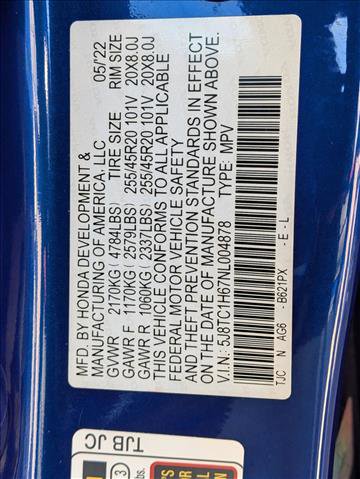 MFD. BY HONDA DEVELOPMENT &
MANUFACTURING OF AMERICA, LLC 05/'22
GVWR 2170KG(4784LBS) TIRE SIZE RIM SIZE
GAWR F 1170KG(2579LBS) 255/45R20 101V 20X8.0J
GAWR R 1060KG(2337LBS) 255/45R20 101V 20X8.0J
THIS VEHICLE CONFORMS TO ALL APPLICABLE
FEDERAL MOTOR VEHICLE SAFETY
AND THEFT PREVENTION STANDARDS IN EFFECT
ON THE DATE OF MANUFACTURE SHOWN ABOVE.
V.I.N: 5J8TC1H67NL004878 TYPE: MPV
TJC N AG6 -B621PX -E-L
TJB JC
3
bs.